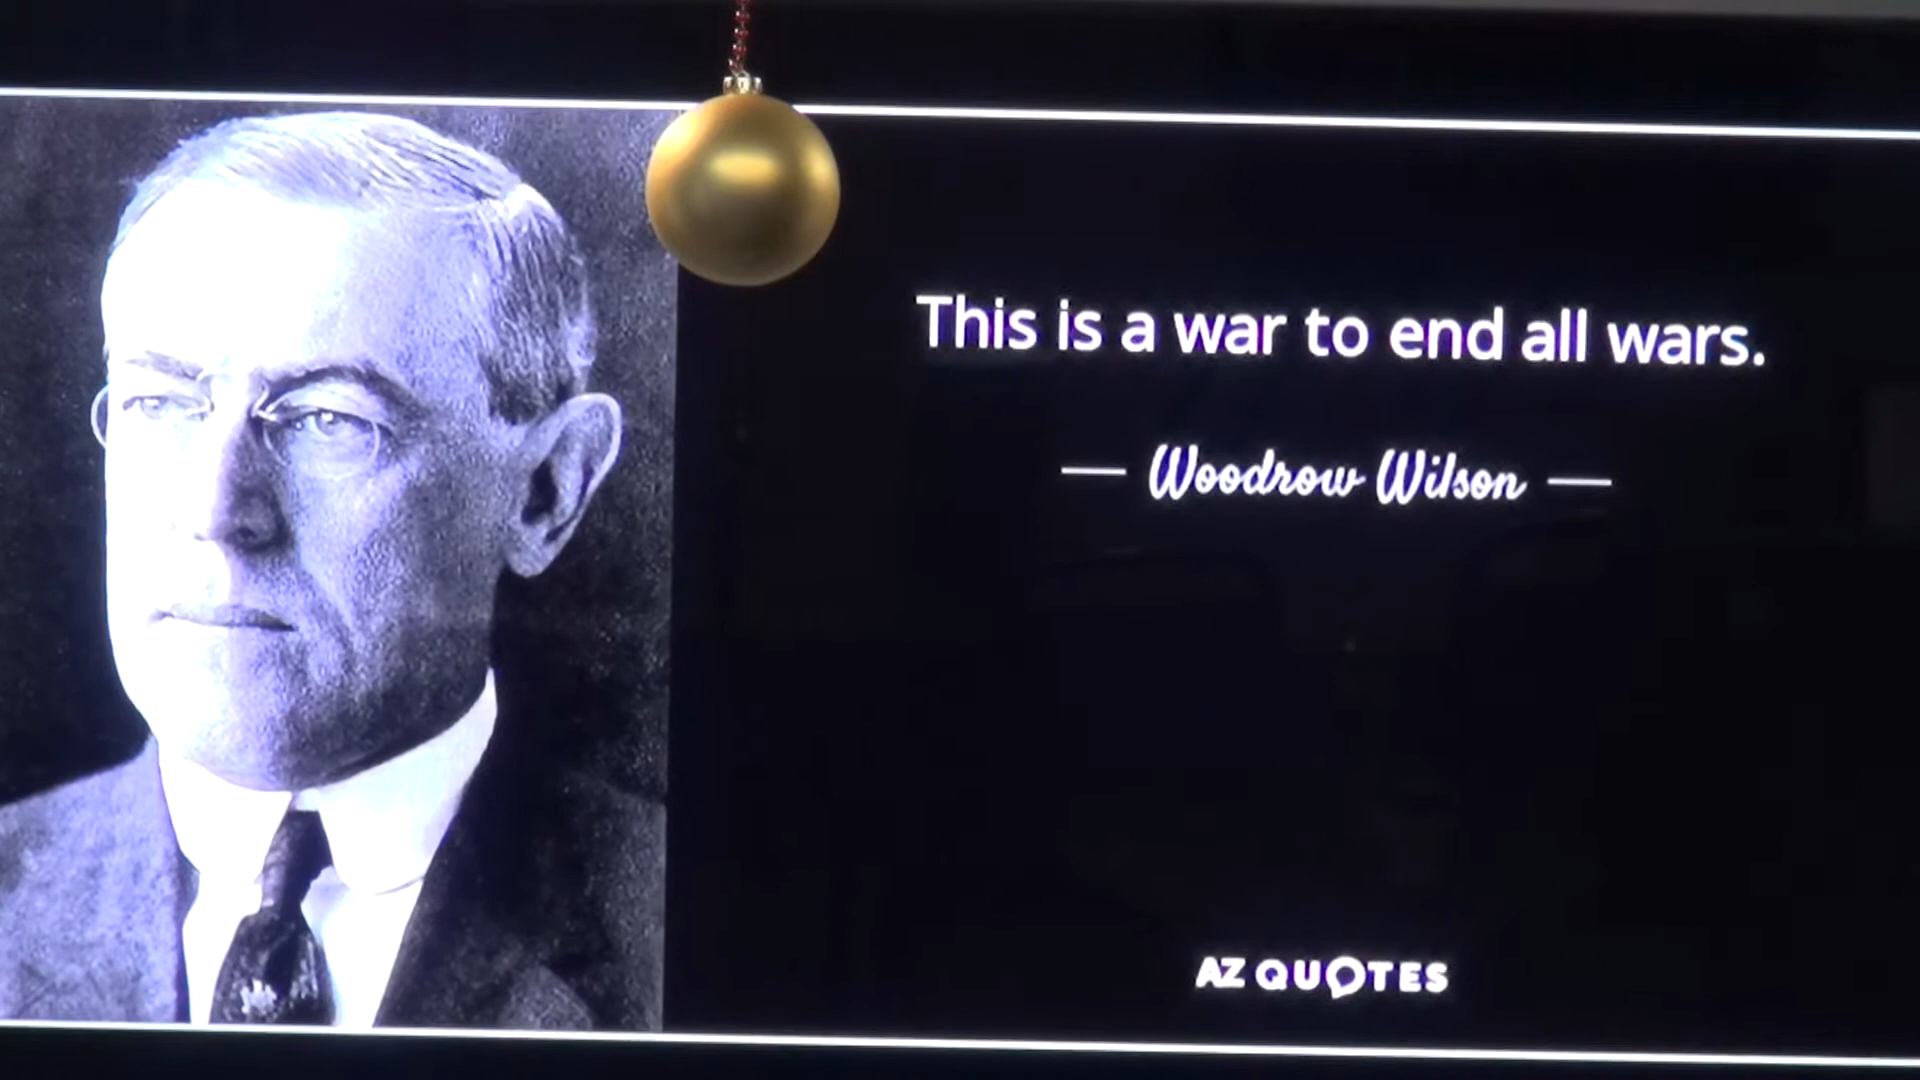 This is a war to end all wars.
— Woodrow Wilson —
AZ QUOTES